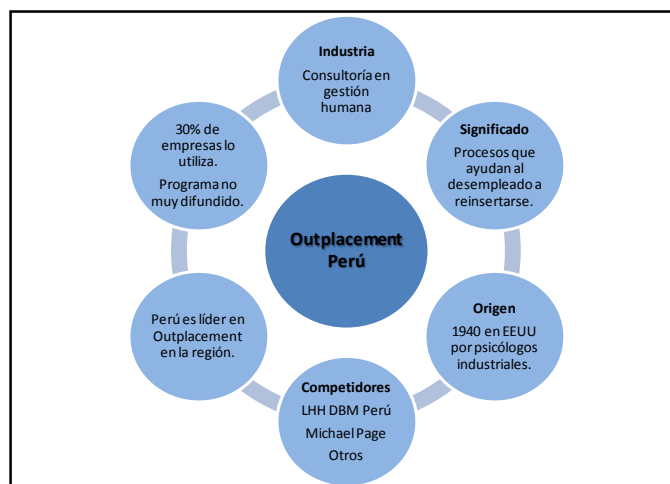 Industria
Consultoría en
gestión
humana
Significado
Procesos que
ayudan al
desempleado a
reinsertarse.
Origen
1940 en EEUU
por psicólogos
industriales.
Competidores
LHH DBM Perú
Michael Page
Otros
Perú es líder en
Outplacement
en la región.
30% de
empresas lo
utiliza.
Programa no
muy difundido.
Outplacement
Perú